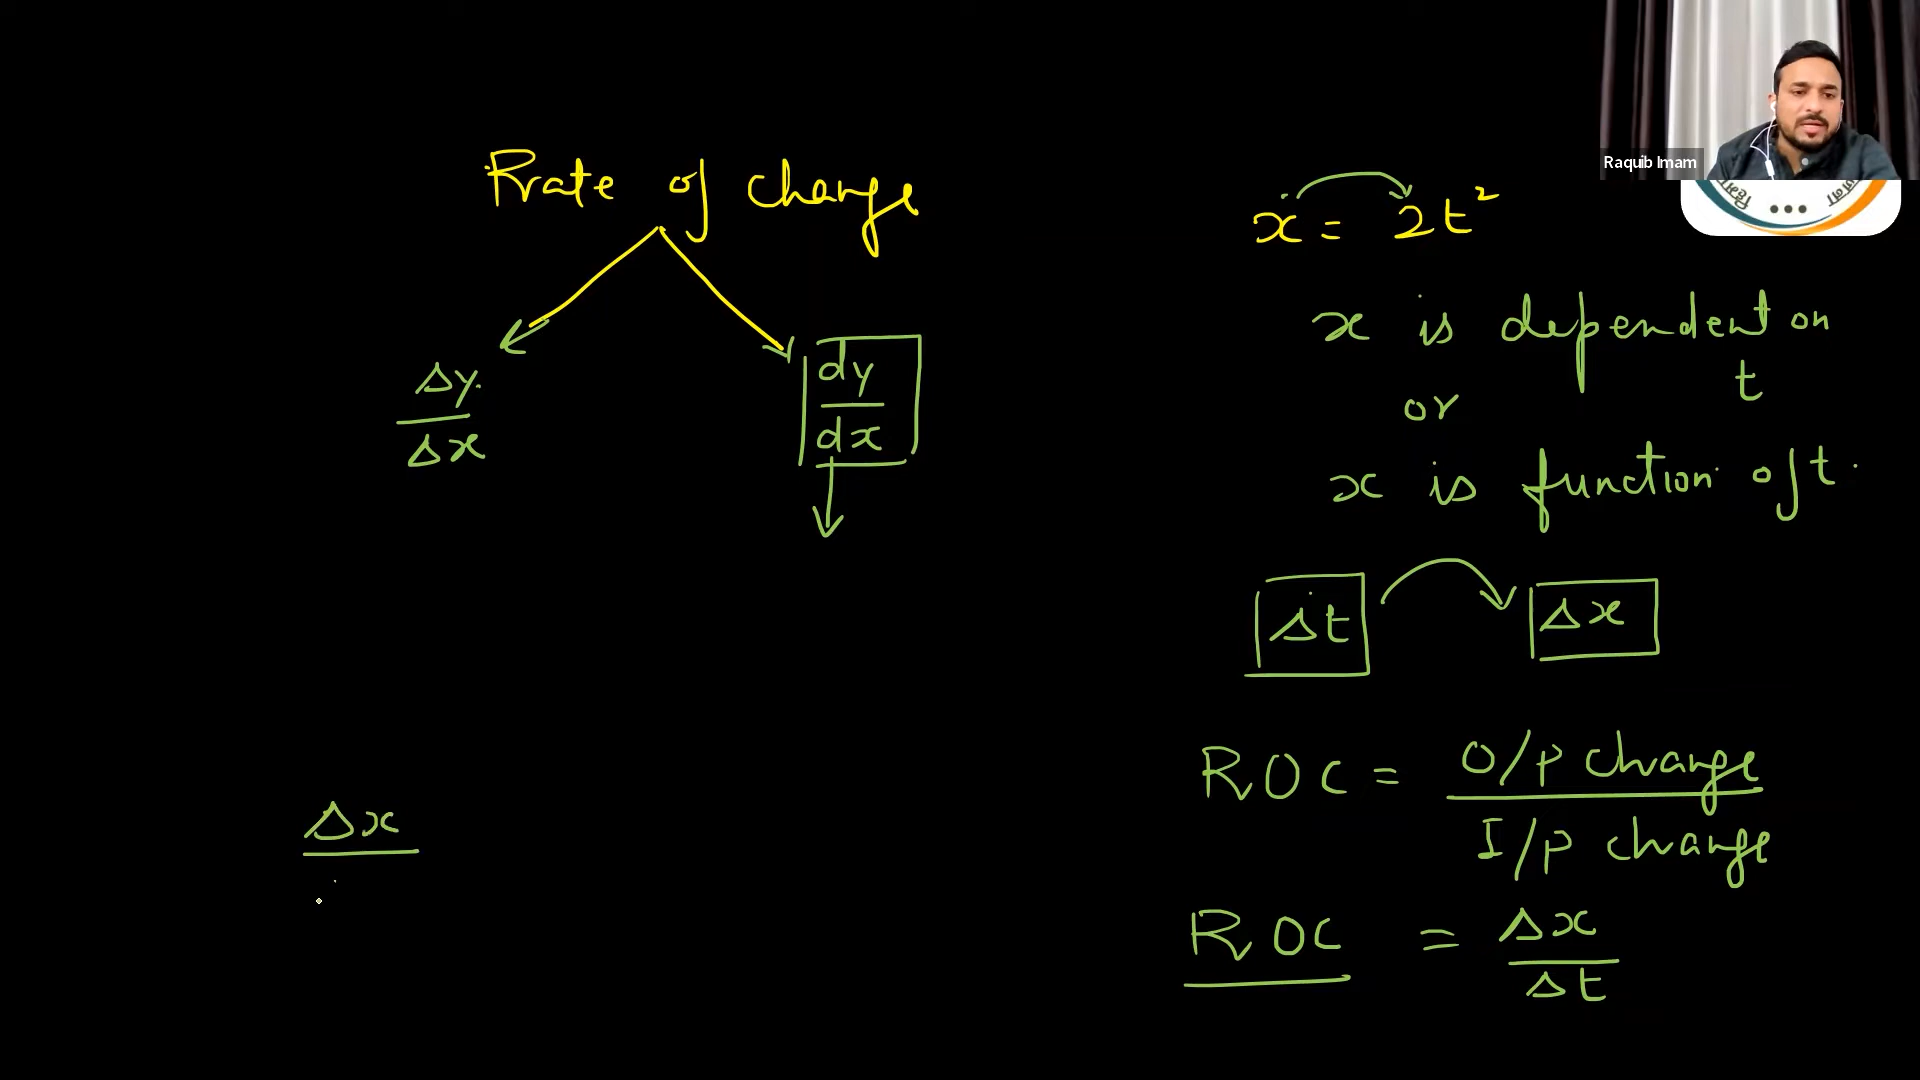 Rate of change
Δy
Δx
dy
dx
Δx
Raquib Imam
x = 2t²
x is dependent on
t
or
x is function of t.
Δt
Δx
ROC = O/P change
I/P change
ROC = Δx
Δt